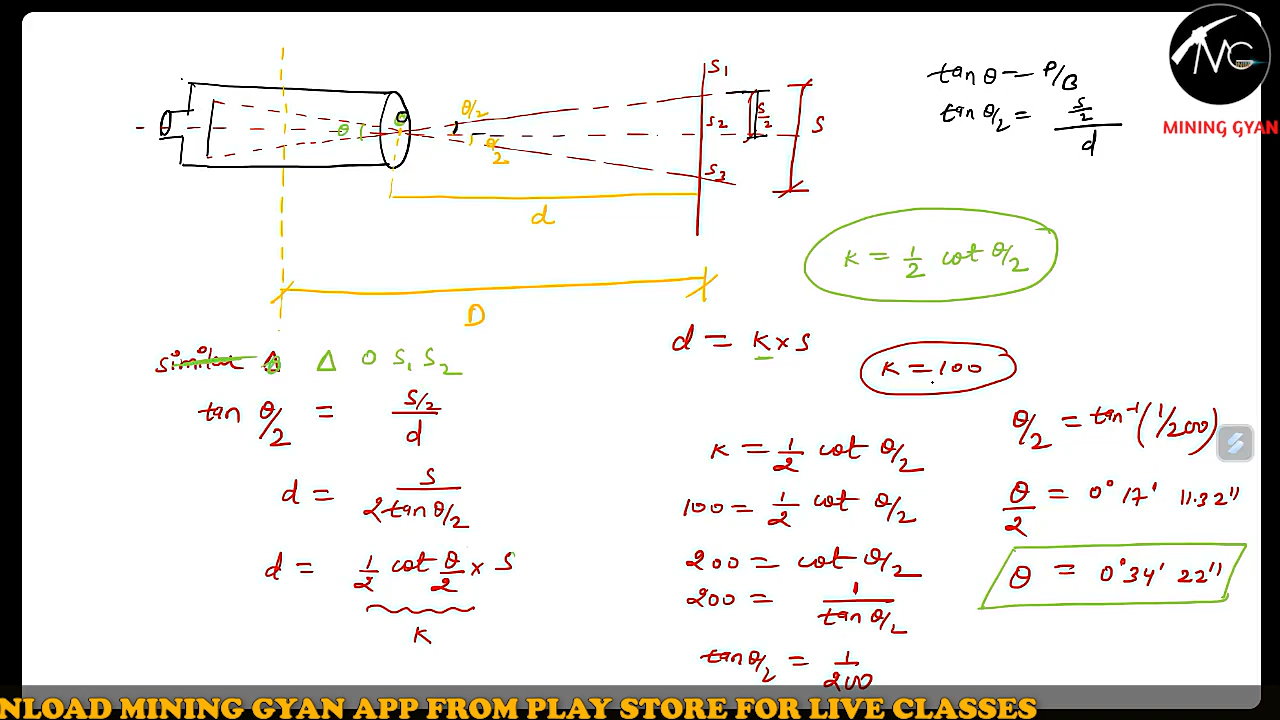 MG
MINING GYAN
tan θ = P/B
tan θ/2 = s/2 / d
s1
θ/2
θ
θ
s2
s/2
s
θ/2
s3
d
D
K = 1/2 cot θ/2
d = K × s
K = 100
similar Δ Δ O S1 S2
tan θ/2 = s/2 / d
d = s / 2 tan θ/2
d = 1/2 cot θ/2 × s
K
K = 1/2 cot θ/2
100 = 1/2 cot θ/2
200 = cot θ/2
200 = 1 / tan θ/2
tan θ/2 = 1/200
θ/2 = tan⁻¹(1/200)
θ/2 = 0° 17' 11.32"
θ = 0° 34' 22"
NLOAD MINING GYAN APP FROM PLAY STORE FOR LIVE CLASSES